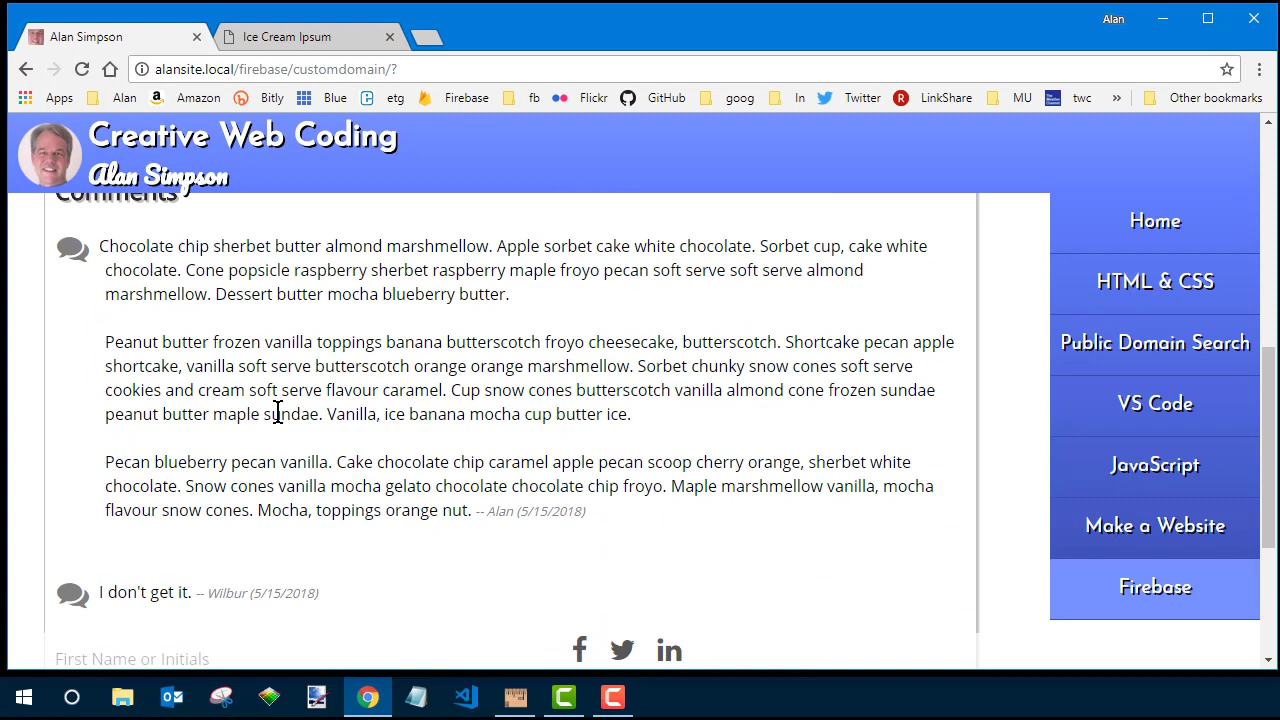 Alan
Alan Simpson
Ice Cream Ipsum
alansite.local/firebase/customdomain/?
Apps Alan Amazon Bitly Blue etg Firebase fb Flickr GitHub goog In Twitter LinkShare MU twc » Other bookmarks
Creative Web Coding
Alan Simpson
Comments
Chocolate chip sherbet butter almond marshmellow. Apple sorbet cake white chocolate. Sorbet cup, cake white
chocolate. Cone popsicle raspberry sherbet raspberry maple froyo pecan soft serve soft serve almond
marshmellow. Dessert butter mocha blueberry butter.
Peanut butter frozen vanilla toppings banana butterscotch froyo cheesecake, butterscotch. Shortcake pecan apple
shortcake, vanilla soft serve butterscotch orange orange marshmellow. Sorbet chunky snow cones soft serve
cookies and cream soft serve flavour caramel. Cup snow cones butterscotch vanilla almond cone frozen sundae
peanut butter maple sundae. Vanilla, ice banana mocha cup butter ice.
Pecan blueberry pecan vanilla. Cake chocolate chip caramel apple pecan scoop cherry orange, sherbet white
chocolate. Snow cones vanilla mocha gelato chocolate chocolate chip froyo. Maple marshmellow vanilla, mocha
flavour snow cones. Mocha, toppings orange nut. -- Alan (5/15/2018)
I don't get it. -- Wilbur (5/15/2018)
First Name or Initials
Home
HTML & CSS
Public Domain Search
VS Code
JavaScript
Make a Website
Firebase